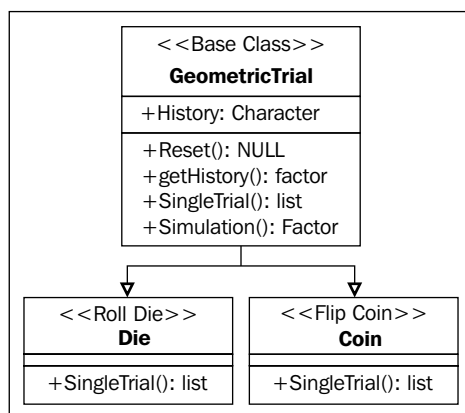 <<Base Class>>
GeometricTrial
+History: Character
+Reset(): NULL
+getHistory(): factor
+SingleTrial(): list
+Simulation(): Factor
<<Roll Die>>
Die
+SingleTrial(): list
<<Flip Coin>>
Coin
+SingleTrial(): list